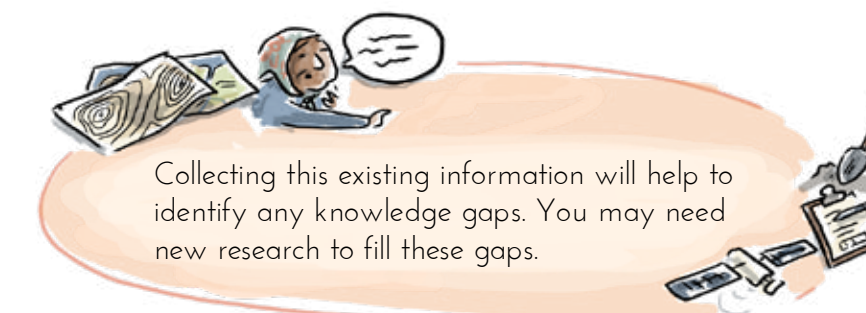 Collecting this existing information will help to
identify any knowledge gaps. You may need
new research to fill these gaps.